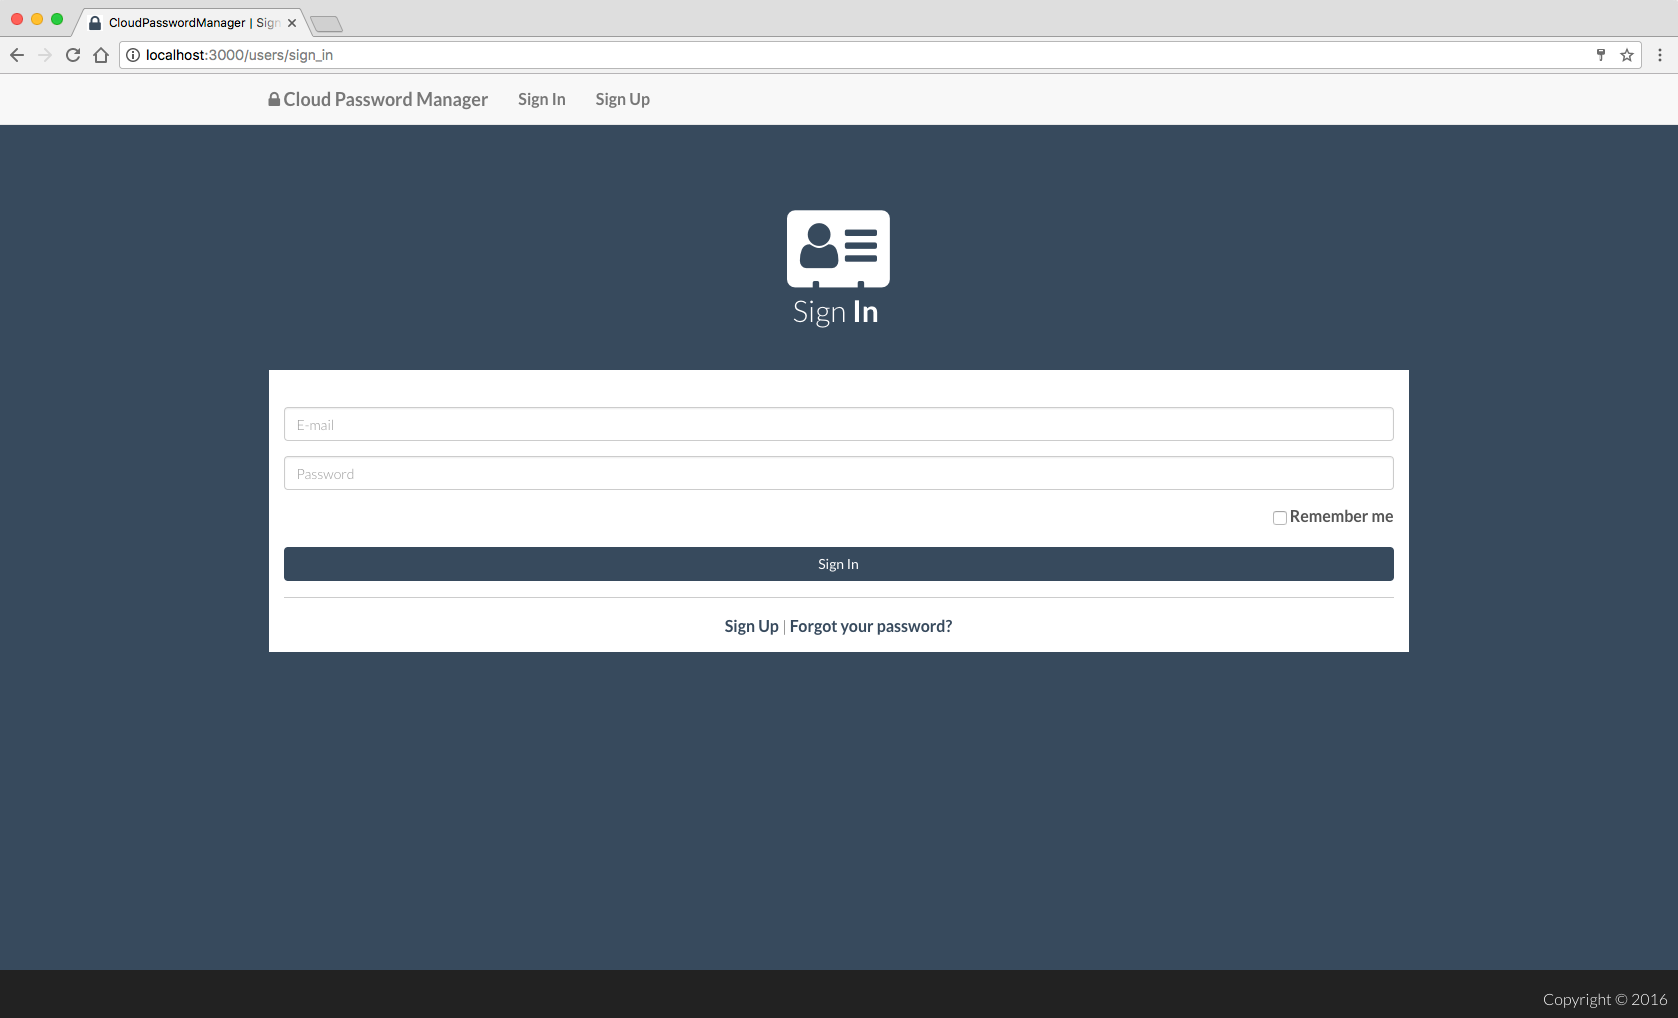 CloudPasswordManager | Sign
localhost:3000/users/sign_in
Cloud Password Manager Sign In Sign Up
Sign In
E-mail
Password
Remember me
Sign In
Sign Up | Forgot your password?
Copyright © 2016